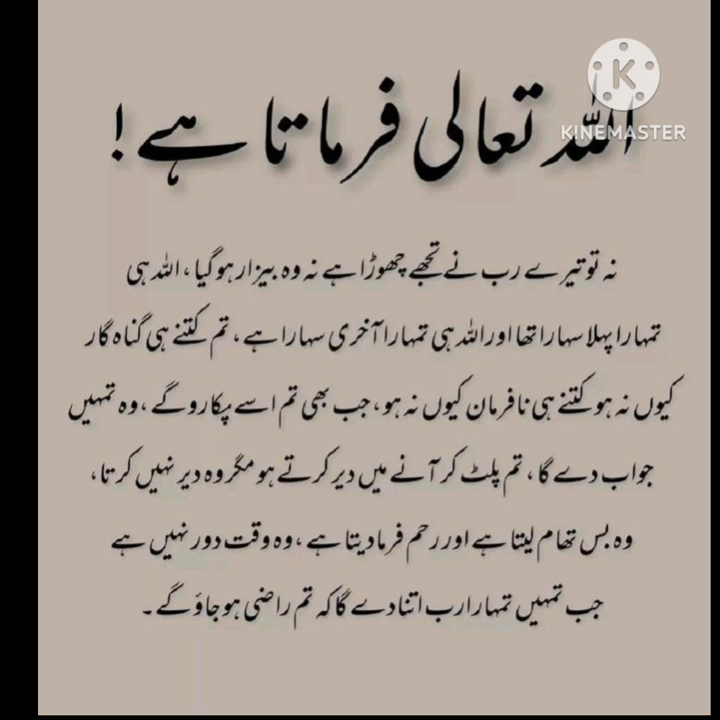 اللہ تعالی فرماتا ہے!
KINEMASTER
نہ تو تیرے رب نے تجھے چھوڑا ہے نہ وہ بیزار ہو گیا، اللہ ہی
تمہارا پہلا سہارا تھا اور اللہ ہی تمہارا آخری سہارا ہے، تم کتنے ہی گناہ گار
کیوں نہ ہو کتنے ہی نافرمان کیوں نہ ہو، جب بھی تم اسے پکارو گے، وہ تمہیں
جواب دے گا، تم پلٹ کر آنے میں دیر کرتے ہو مگر وہ دیر نہیں کرتا،
وہ بس تھام لیتا ہے اور رحم فرما دیتا ہے، وہ وقت دور نہیں ہے
جب تمہیں تمہارا رب اتنا دے گا کہ تم راضی ہو جاؤ گے۔